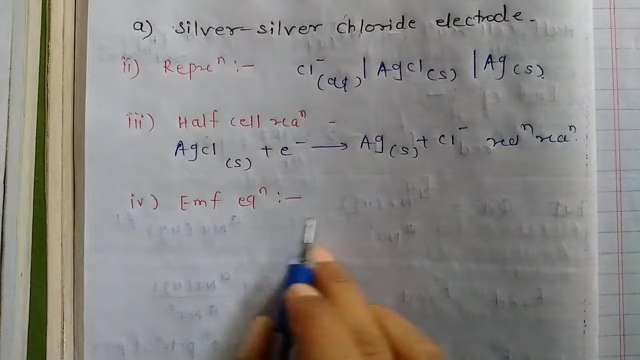 a) Silver-silver chloride electrode.
ii) Repreⁿ :- Cl⁻(aq) | AgCl(s) | Ag(s)
iii) Half cell reaⁿ -
AgCl(s) + e⁻ → Ag(s) + Cl⁻ redⁿ reaⁿ.
iv) Emf eqⁿ :-